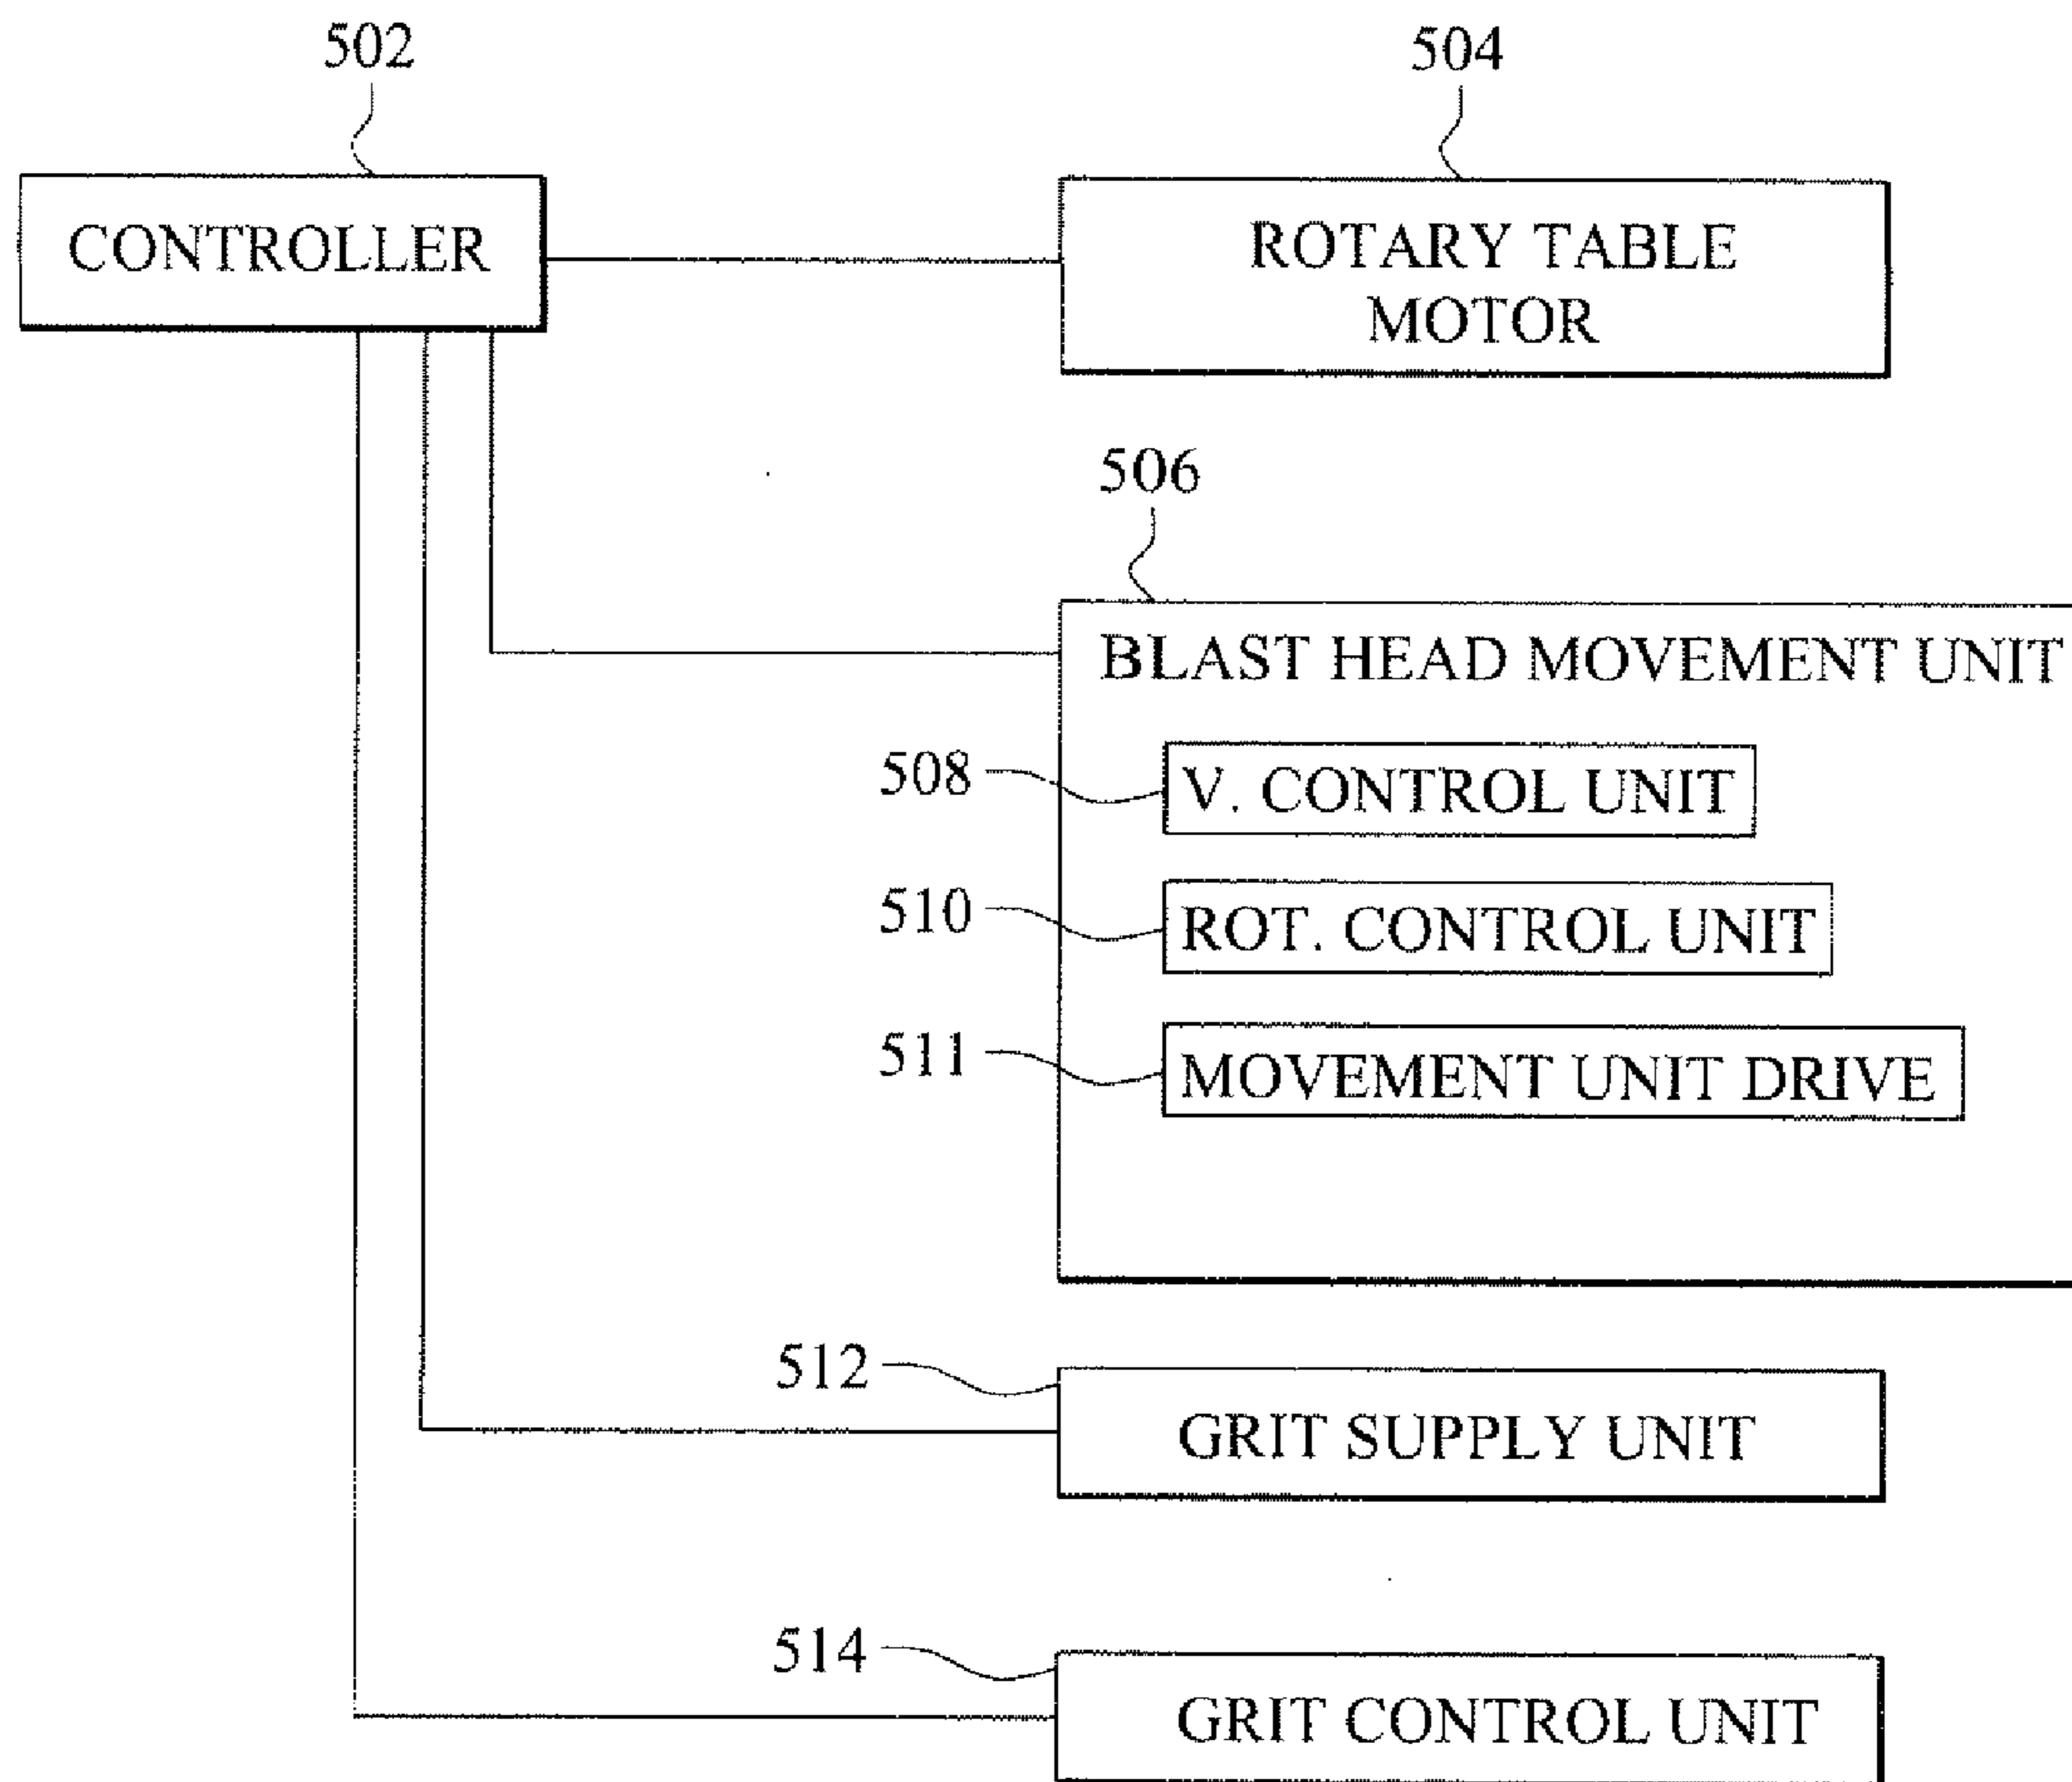 502
504
CONTROLLER
ROTARY TABLE
MOTOR
506
BLAST HEAD MOVEMENT UNIT
508
V. CONTROL UNIT
510
ROT. CONTROL UNIT
511
MOVEMENT UNIT DRIVE
512
GRIT SUPPLY UNIT
514
GRIT CONTROL UNIT